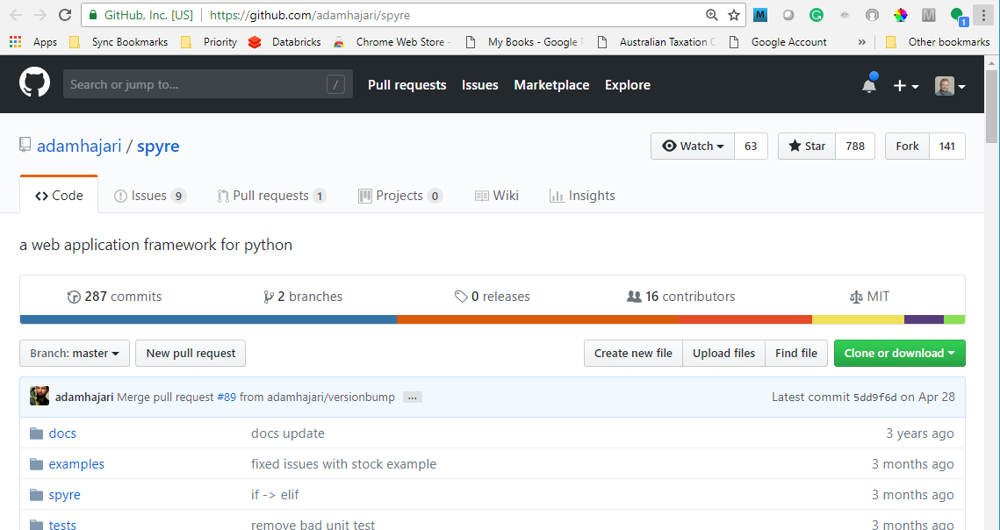 GitHub, Inc. [US] | https://github.com/adamhajari/spyre
M M 1
Apps Sync Bookmarks Priority Databricks Chrome Web Store - My Books - Google Australian Taxation Google Account » Other bookmarks
Search or jump to... / Pull requests Issues Marketplace Explore
adamhajari / spyre Watch 63 Star 788 Fork 141
<> Code Issues 9 Pull requests 1 Projects 0 Wiki Insights
a web application framework for python
287 commits 2 branches 0 releases 16 contributors MIT
Branch: master New pull request Create new file Upload files Find file Clone or download
adamhajari Merge pull request #89 from adamhajari/versionbump ... Latest commit 5dd9f6d on Apr 28
docs docs update 3 years ago
examples fixed issues with stock example 3 months ago
spyre if -> elif 3 months ago
tests remove bad unit test 3 months ago